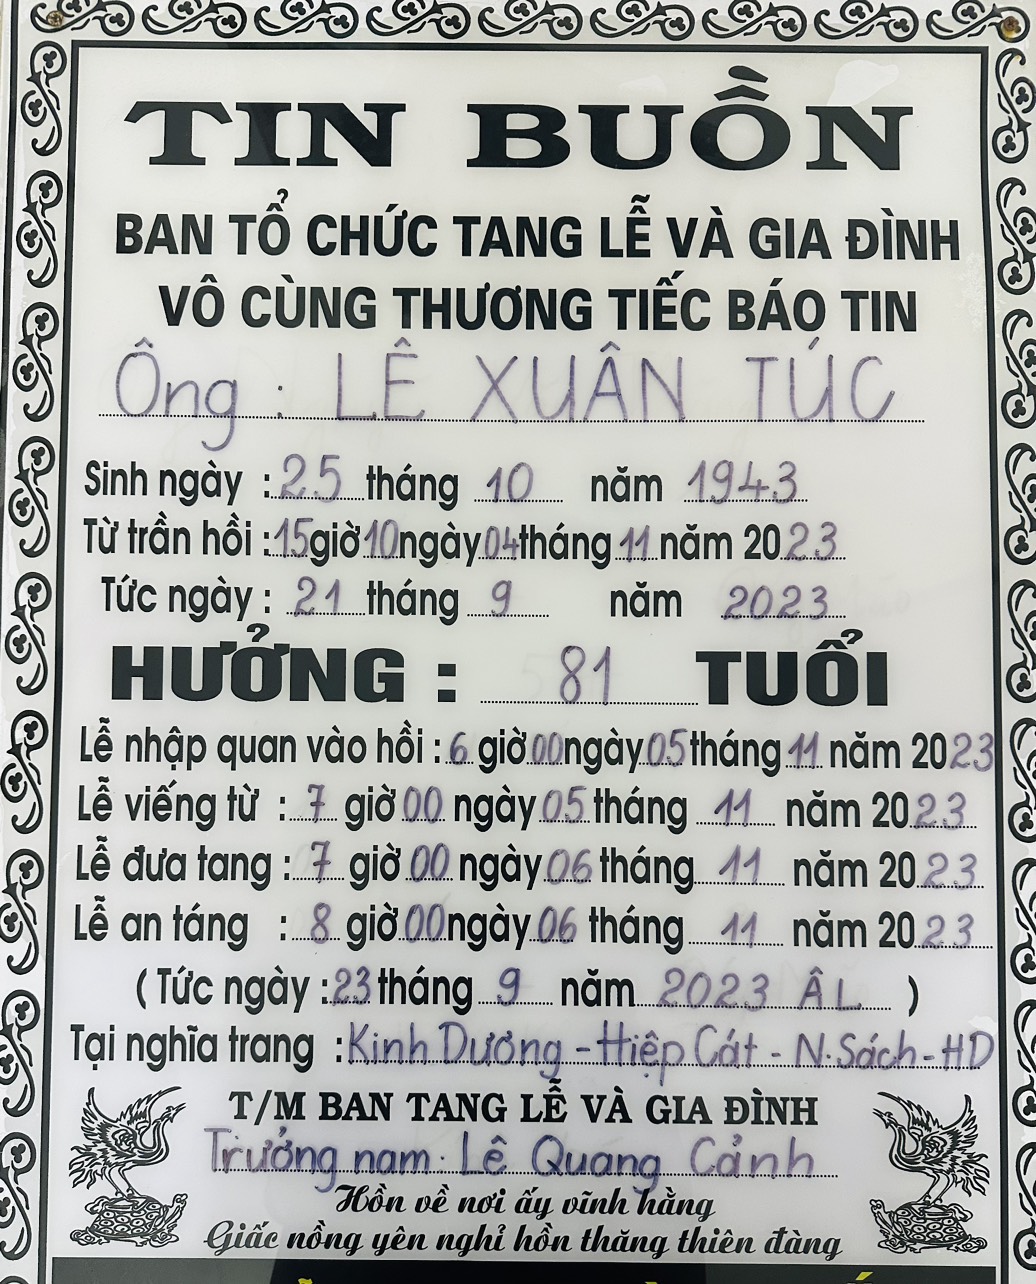 TIN BUỒN
BAN TỔ CHỨC TANG LỄ VÀ GIA ĐÌNH
VÔ CÙNG THƯƠNG TIẾC BÁO TIN
Ông : LÊ XUÂN TÚC
Sinh ngày : 25 tháng 10 năm 1943
Từ trần hồi : 15 giờ 10 ngày 04 tháng 11 năm 2023
Tức ngày : 21 tháng 9 năm 2023
HƯỞNG : 81 TUỔI
Lễ nhập quan vào hồi : 6 giờ 00 ngày 05 tháng 11 năm 2023
Lễ viếng từ : 7 giờ 00 ngày 05 tháng 11 năm 2023
Lễ đưa tang : 7 giờ 00 ngày 06 tháng 11 năm 2023
Lễ an táng : 8 giờ 00 ngày 06 tháng 11 năm 2023
( Tức ngày : 23 tháng 9 năm 2023 ÂL )
Tại nghĩa trang : Kinh Dương - Hiệp Cát - N. Sách - HD
T/M BAN TANG LỄ VÀ GIA ĐÌNH
Trưởng nam. Lê Quang Cảnh
Hồn về nơi ấy vĩnh hằng
Giấc nồng yên nghỉ hồn thăng thiên đàng